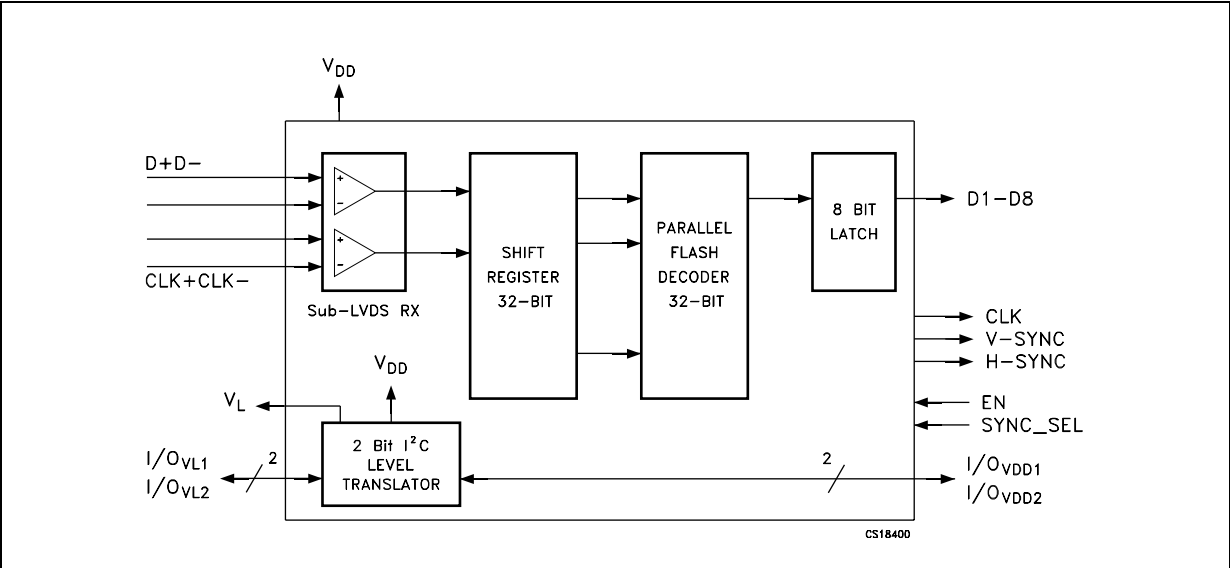 VDD
D+D-
CLK+CLK-
Sub-LVDS RX
+
-
+
-
SHIFT
REGISTER
32-BIT
PARALLEL
FLASH
DECODER
32-BIT
8 BIT
LATCH
D1-D8
CLK
V-SYNC
H-SYNC
EN
SYNC_SEL
VDD
VL
2 Bit I²C
LEVEL
TRANSLATOR
I/OVL1
I/OVL2
2
2
I/OVDD1
I/OVDD2
CS18400